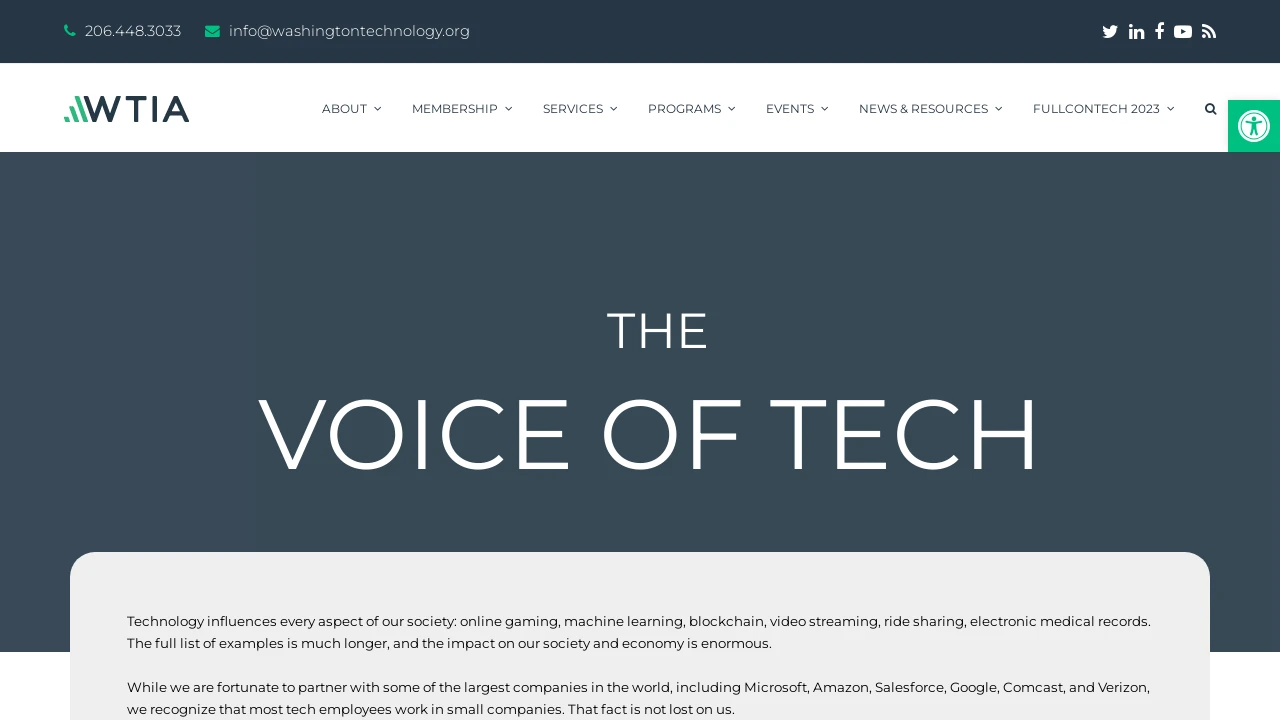 206.448.3033 info@washingtontechnology.org
WTIA ABOUT MEMBERSHIP SERVICES PROGRAMS EVENTS NEWS & RESOURCES FULLCONTECH 2023
THE
VOICE OF TECH
Technology influences every aspect of our society: online gaming, machine learning, blockchain, video streaming, ride sharing, electronic medical records.
The full list of examples is much longer, and the impact on our society and economy is enormous.
While we are fortunate to partner with some of the largest companies in the world, including Microsoft, Amazon, Salesforce, Google, Comcast, and Verizon,
we recognize that most tech employees work in small companies. That fact is not lost on us.